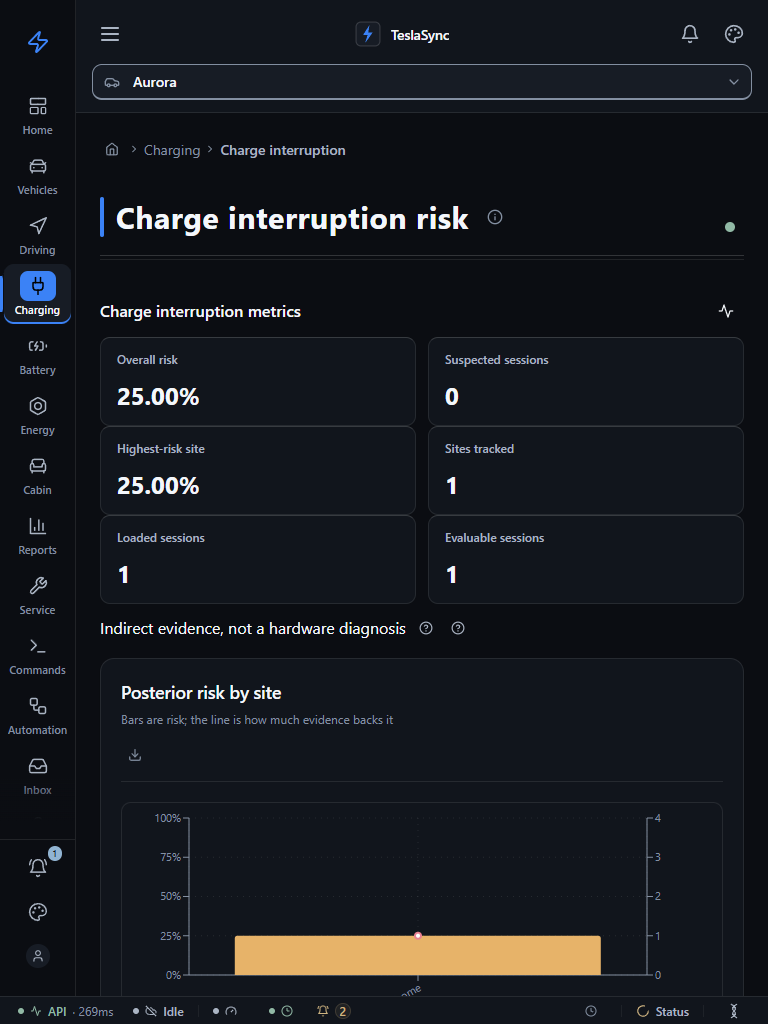 TeslaSync
Aurora
Home
Vehicles
Driving
Charging
Battery
Energy
Cabin
Reports
Service
Commands
Automation
Inbox
1
Charging
Charge interruption
Charge interruption risk
Charge interruption metrics
Overall risk
25.00%
Suspected sessions
0
Highest-risk site
25.00%
Sites tracked
1
Loaded sessions
1
Evaluable sessions
1
Indirect evidence, not a hardware diagnosis
Posterior risk by site
Bars are risk; the line is how much evidence backs it
100%
75%
50%
25%
0%
4
3
2
1
0
API · 269ms
Idle
2
Status